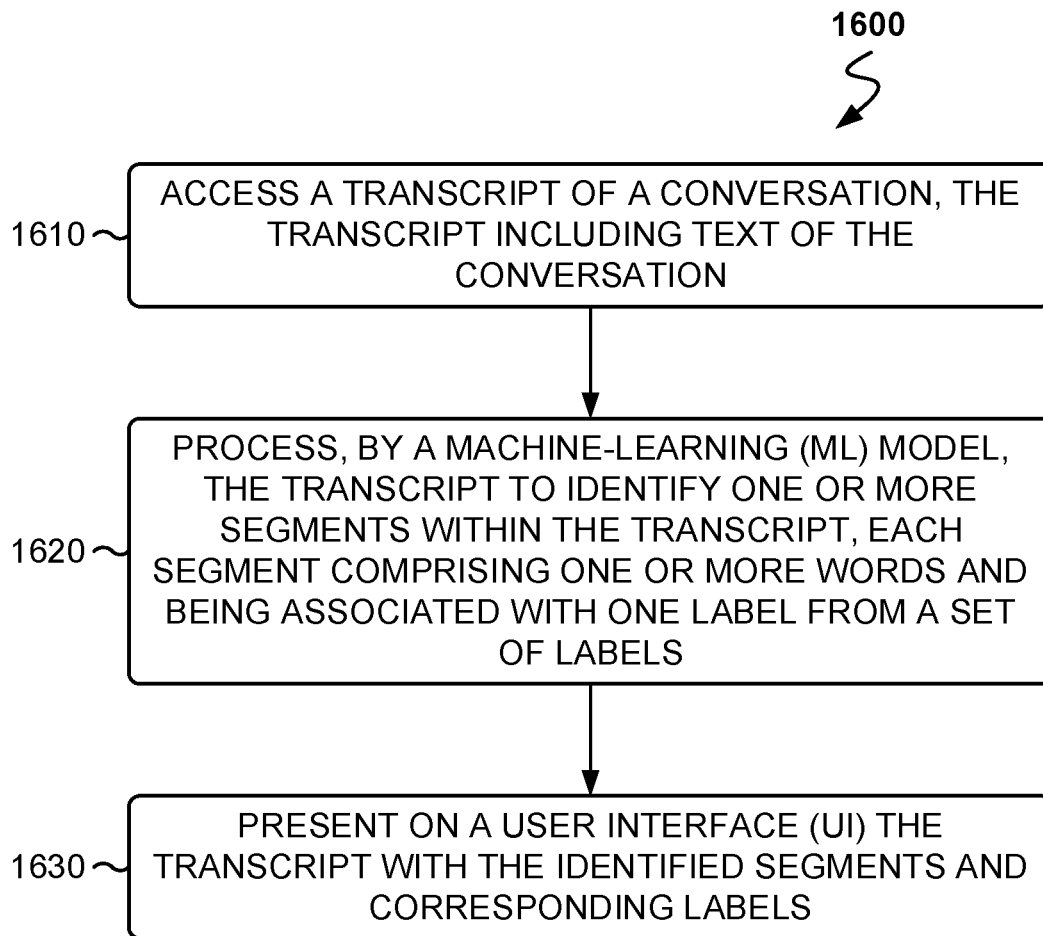 1600
ACCESS A TRANSCRIPT OF A CONVERSATION, THE
TRANSCRIPT INCLUDING TEXT OF THE
CONVERSATION
1610
PROCESS, BY A MACHINE-LEARNING (ML) MODEL,
THE TRANSCRIPT TO IDENTIFY ONE OR MORE
SEGMENTS WITHIN THE TRANSCRIPT, EACH
SEGMENT COMPRISING ONE OR MORE WORDS AND
BEING ASSOCIATED WITH ONE LABEL FROM A SET
OF LABELS
1620
PRESENT ON A USER INTERFACE (UI) THE
TRANSCRIPT WITH THE IDENTIFIED SEGMENTS AND
CORRESPONDING LABELS
1630